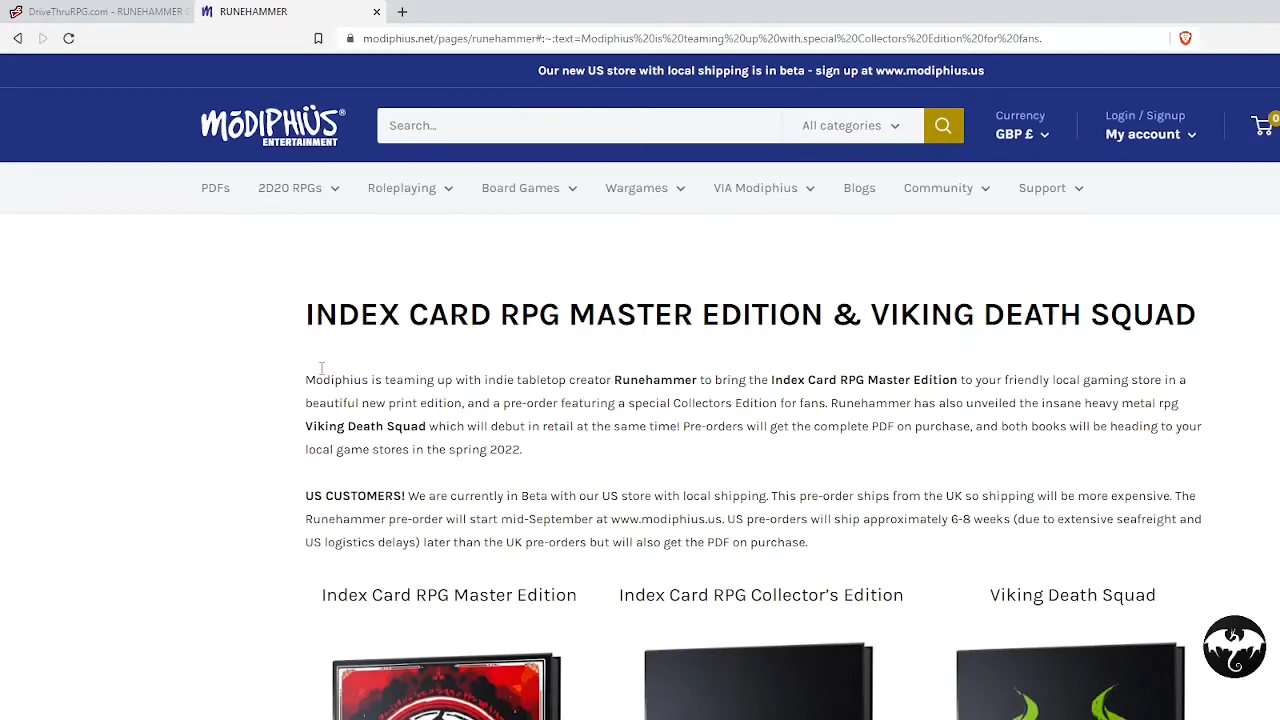 DriveThruRPG.com - RUNEHAMMER
RUNEHAMMER
modiphius.net/pages/runehammer#:~:text=Modiphius%20is%20teaming%20up%20with,special%20Collectors%20Edition%20for%20fans.
Our new US store with local shipping is in beta - sign up at www.modiphius.us
MÖDIPHIÜS®
ENTERTAINMENT
Search...
All categories
Currency
GBP £
Login / Signup
My account
0
PDFs
2D20 RPGs
Roleplaying
Board Games
Wargames
VIA Modiphius
Blogs
Community
Support
INDEX CARD RPG MASTER EDITION & VIKING DEATH SQUAD
Modiphius is teaming up with indie tabletop creator Runehammer to bring the Index Card RPG Master Edition to your friendly local gaming store in a
beautiful new print edition, and a pre-order featuring a special Collectors Edition for fans. Runehammer has also unveiled the insane heavy metal rpg
Viking Death Squad which will debut in retail at the same time! Pre-orders will get the complete PDF on purchase, and both books will be heading to your
local game stores in the spring 2022.
US CUSTOMERS! We are currently in Beta with our US store with local shipping. This pre-order ships from the UK so shipping will be more expensive. The
Runehammer pre-order will start mid-September at www.modiphius.us. US pre-orders will ship approximately 6-8 weeks (due to extensive seafreight and
US logistics delays) later than the UK pre-orders but will also get the PDF on purchase.
Index Card RPG Master Edition
Index Card RPG Collector's Edition
Viking Death Squad